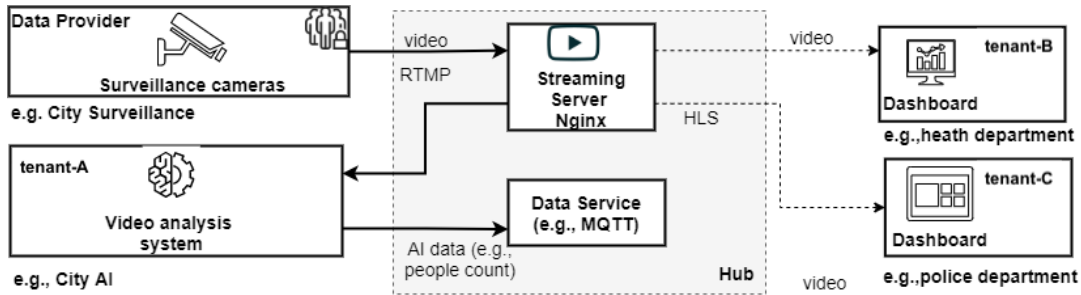 Data Provider
Surveillance cameras
e.g. City Surveillance
video
RTMP
Streaming
Server
Nginx
video
HLS
tenant-B
Dashboard
e.g.,heath department
tenant-A
Video analysis
system
e.g., City AI
Data Service
(e.g., MQTT)
AI data (e.g.,
people count)
Hub
tenant-C
Dashboard
e.g.,police department
video